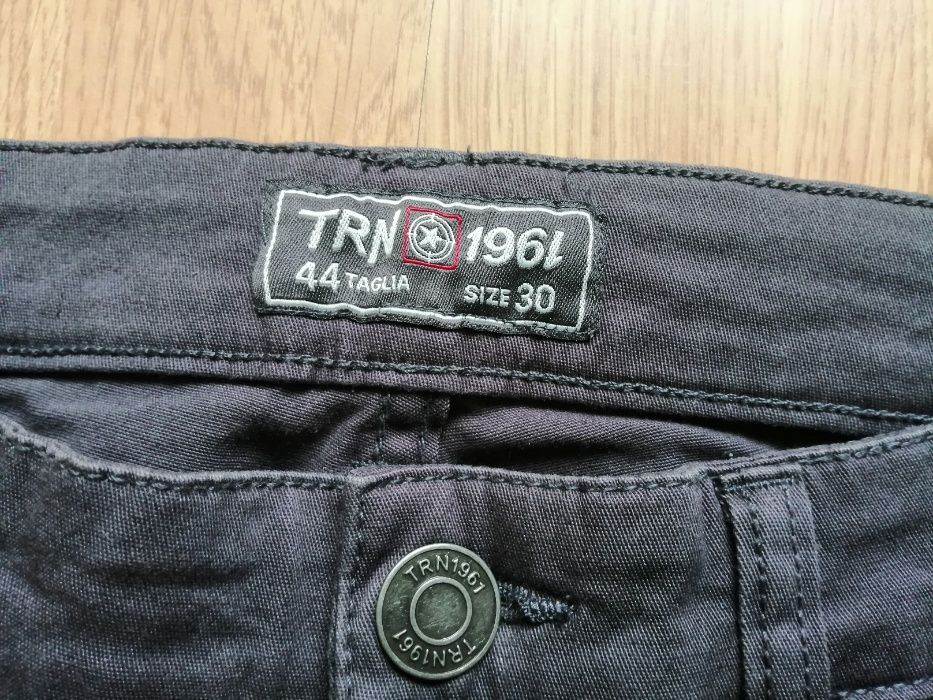 TRN 1961
44 TAGLIA SIZE 30
TRN1961
TRN1961